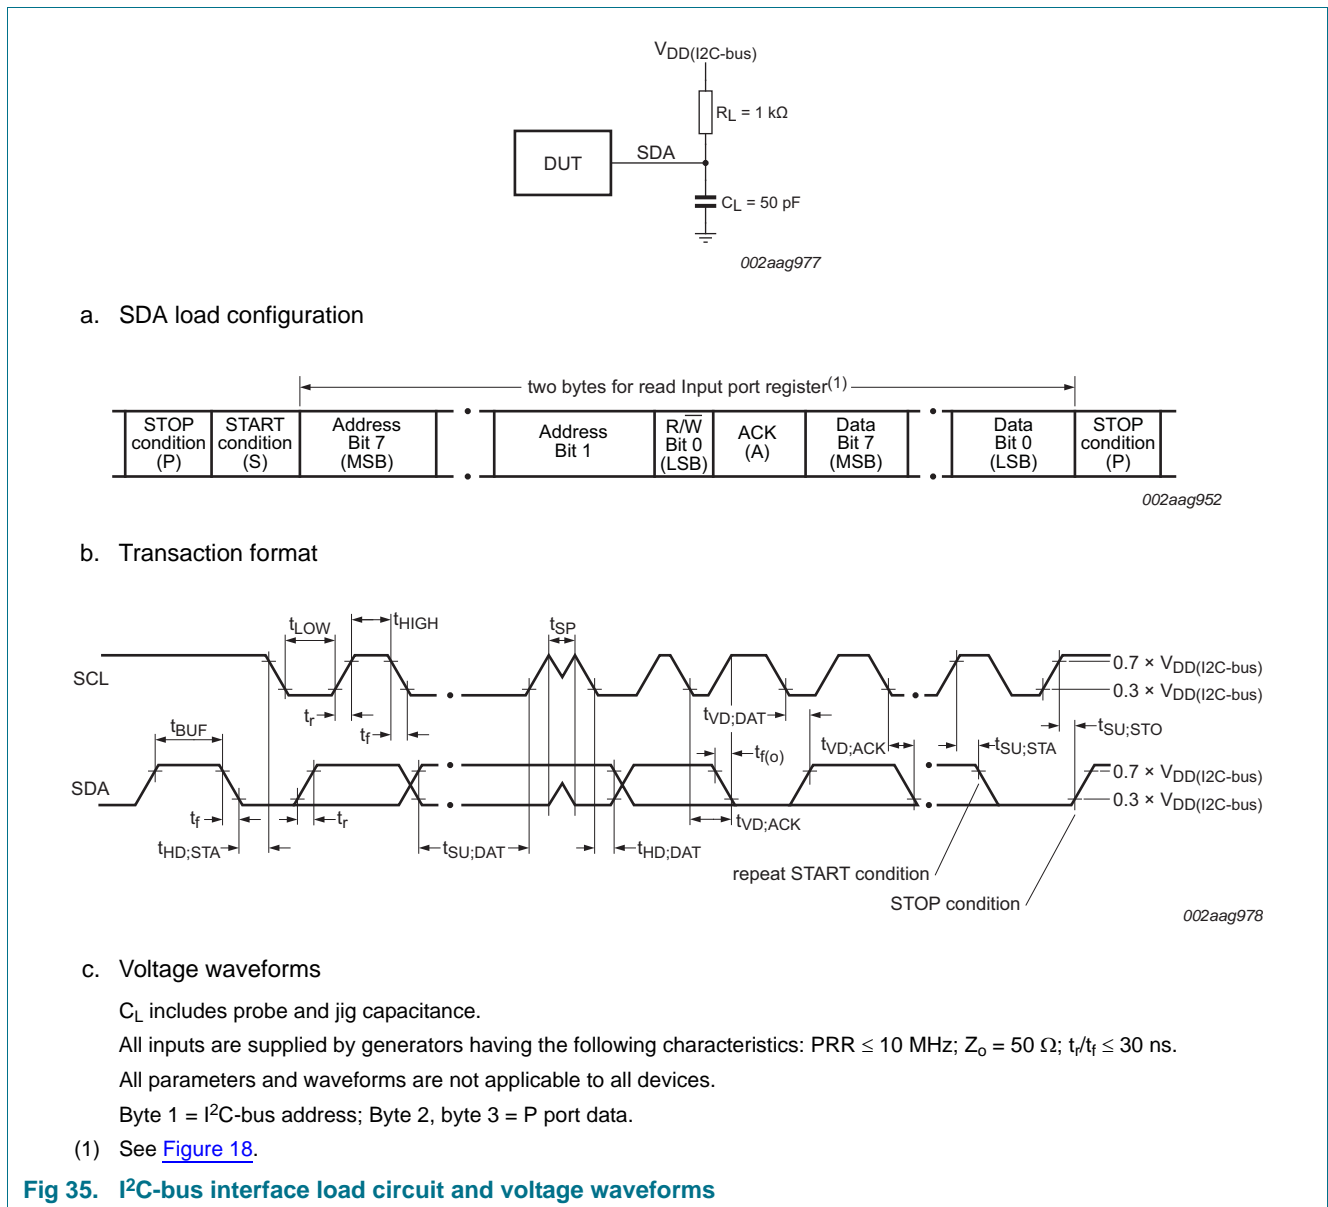 VDD(I2C-bus)
RL = 1 kΩ
DUT
SDA
CL = 50 pF
002aag977
a. SDA load configuration
two bytes for read Input port register(1)
STOP condition (P)
START condition (S)
Address Bit 7 (MSB)
Address Bit 1
R/W̅ Bit 0 (LSB)
ACK (A)
Data Bit 7 (MSB)
Data Bit 0 (LSB)
STOP condition (P)
002aag952
b. Transaction format
tLOW
tHIGH
tSP
SCL
0.7 × VDD(I2C-bus)
0.3 × VDD(I2C-bus)
tr
tf
tBUF
tVD;DAT
tf(o)
tVD;ACK
tSU;STA
tSU;STO
SDA
0.7 × VDD(I2C-bus)
0.3 × VDD(I2C-bus)
tf
tr
tHD;STA
tSU;DAT
tHD;DAT
tVD;ACK
repeat START condition
STOP condition
002aag978
c. Voltage waveforms
CL includes probe and jig capacitance.
All inputs are supplied by generators having the following characteristics: PRR ≤ 10 MHz; Zo = 50 Ω; tr/tf ≤ 30 ns.
All parameters and waveforms are not applicable to all devices.
Byte 1 = I²C-bus address; Byte 2, byte 3 = P port data.
(1) See Figure 18.
Fig 35. I²C-bus interface load circuit and voltage waveforms